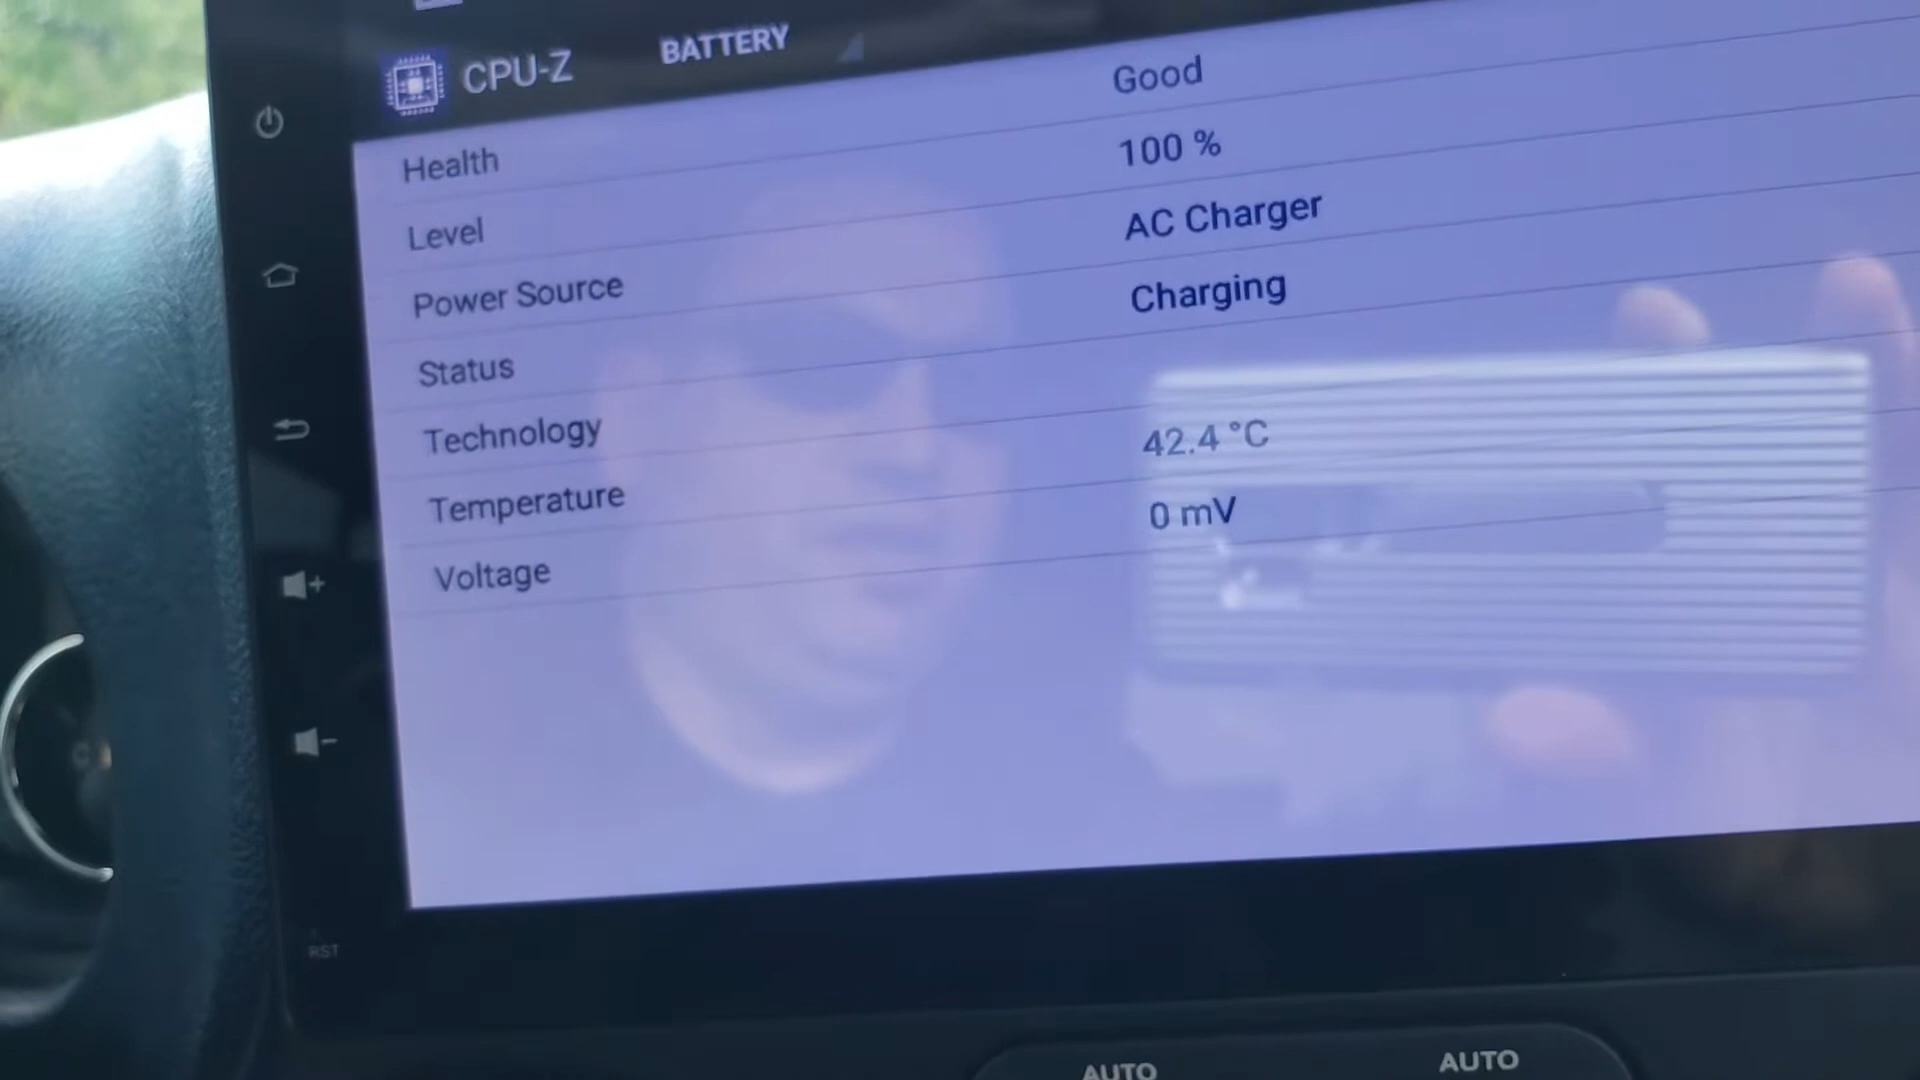 CPU-Z BATTERY
Health Good
Level 100 %
Power Source AC Charger
Status Charging
Technology
Temperature 42.4 °C
Voltage 0 mV
RST
AUTO AUTO